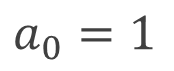 a₀ = 1